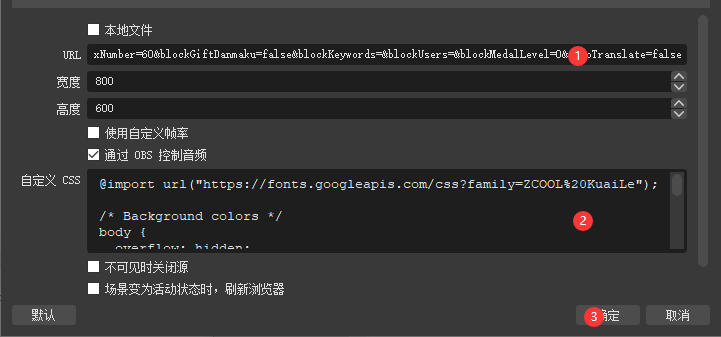 本地文件
URL xNumber=60&blockGiftDanmaku=false&blockKeywords=&blockUsers=&blockMedalLevel=0& 1 oTranslate=false
宽度 800
高度 600
使用自定义帧率
通过 OBS 控制音频
自定义 CSS @import url("https://fonts.googleapis.com/css?family=ZCOOL%20KuaiLe");
/* Background colors */
body { 2
overflow: hidden;
不可见时关闭源
场景变为活动状态时，刷新浏览器
默认 3 确定 取消